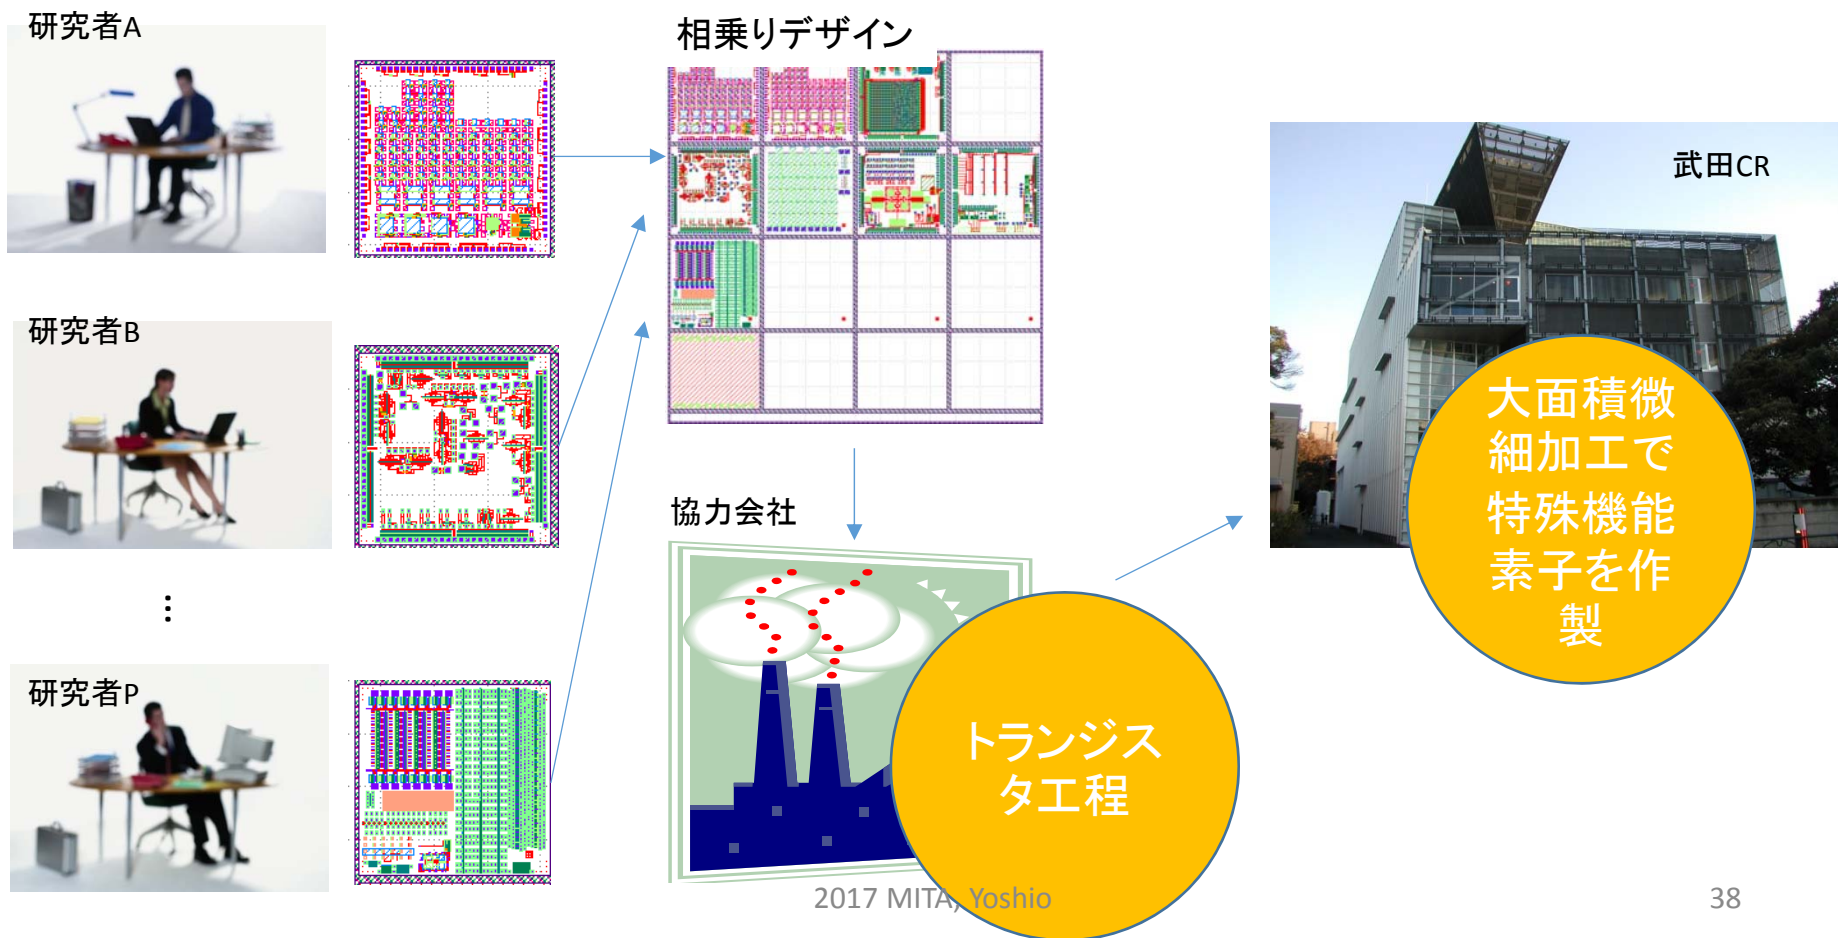 研究者A
相乗りデザイン
武田CR
研究者B
大面積微
細加工で
特殊機能
素子を作
製
協力会社
⋮
研究者P
トランジス
タ工程
2017 MITA, Yoshio
38